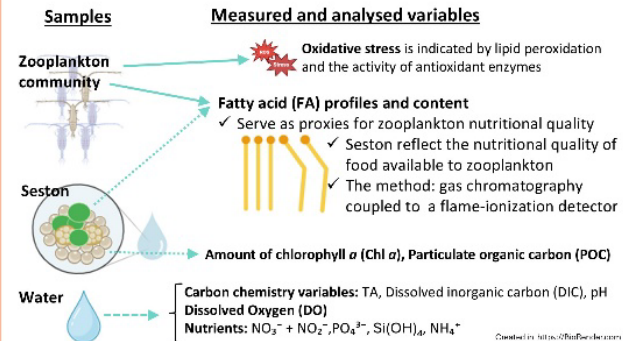 Samples
Measured and analysed variables
Zooplankton
community
Oxidative stress is indicated by lipid peroxidation
and the activity of antioxidant enzymes
Fatty acid (FA) profiles and content
✓ Serve as proxies for zooplankton nutritional quality
✓ Seston reflect the nutritional quality of
food available to zooplankton
✓ The method: gas chromatography
coupled to a flame-ionization detector
Seston
Amount of chlorophyll a (Chl a), Particulate organic carbon (POC)
Water
Carbon chemistry variables: TA, Dissolved inorganic carbon (DIC), pH
Dissolved Oxygen (DO)
Nutrients: NO₃⁻ + NO₂⁻,PO₄³⁻, Si(OH)₄, NH₄⁺
Created in https://BioRender.com